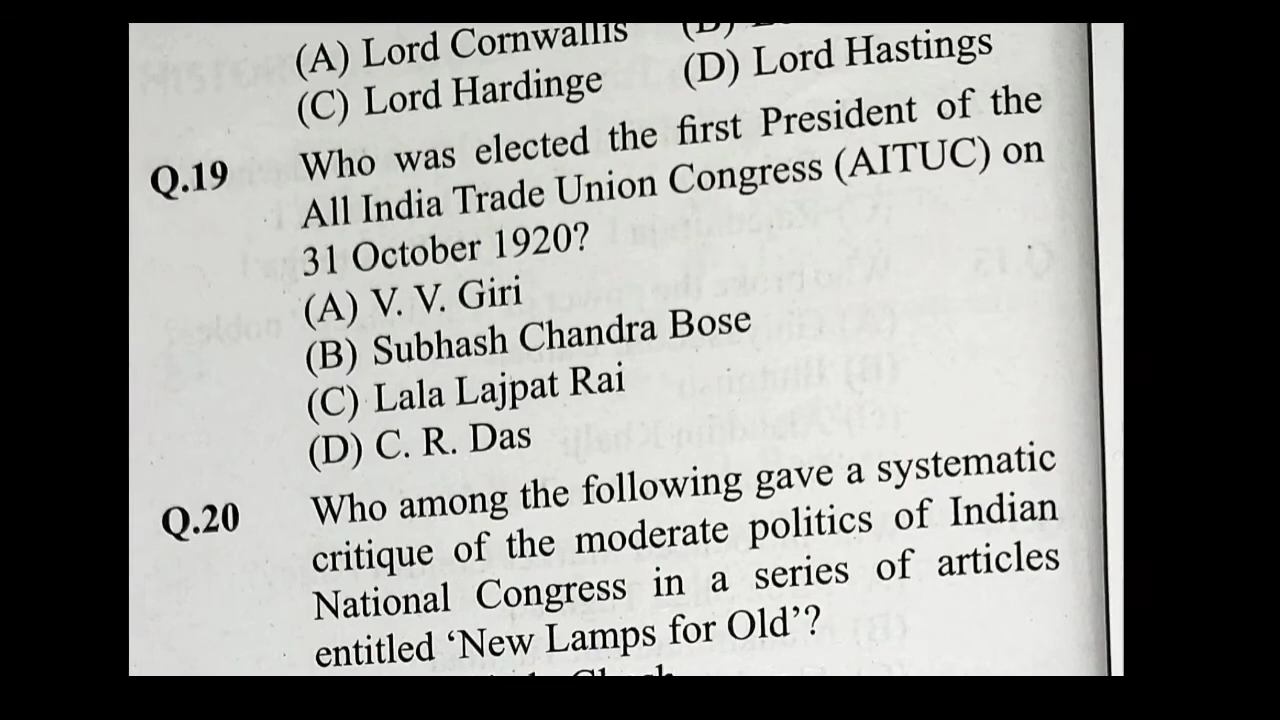 (A) Lord Cornwallis (B)
(C) Lord Hardinge (D) Lord Hastings
Q.19 Who was elected the first President of the
All India Trade Union Congress (AITUC) on
31 October 1920?
(A) V. V. Giri
(B) Subhash Chandra Bose
(C) Lala Lajpat Rai
(D) C. R. Das
Q.20 Who among the following gave a systematic
critique of the moderate politics of Indian
National Congress in a series of articles
entitled ‘New Lamps for Old’?